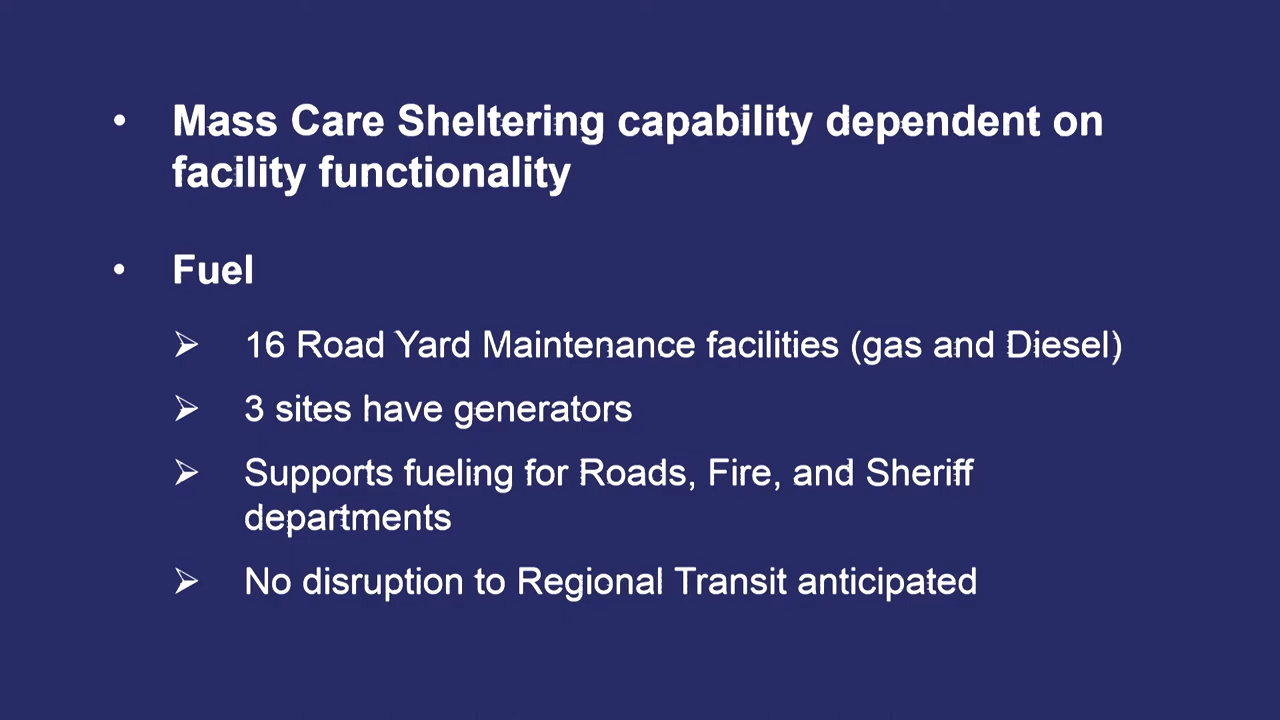 • Mass Care Sheltering capability dependent on
facility functionality
• Fuel
➢ 16 Road Yard Maintenance facilities (gas and Diesel)
➢ 3 sites have generators
➢ Supports fueling for Roads, Fire, and Sheriff
departments
➢ No disruption to Regional Transit anticipated